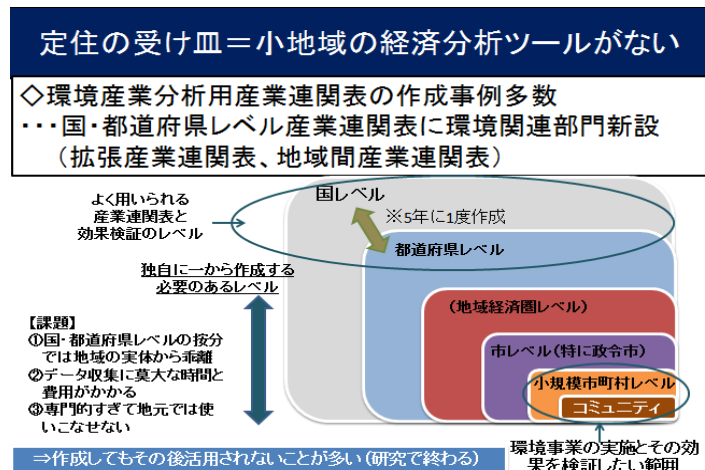 定住の受け皿＝小地域の経済分析ツールがない
◇環境産業分析用産業連関表の作成事例多数
・・・国・都道府県レベル産業連関表に環境関連部門新設
（拡張産業連関表、地域間産業連関表）
よく用いられる
産業連関表と
効果検証のレベル
国レベル
※5年に1度作成
都道府県レベル
独自に一から作成する
必要のあるレベル
（地域経済圏レベル）
市レベル（特に政令市）
小規模市町村レベル
コミュニティ
【課題】
①国・都道府県レベルの按分
では地域の実体から乖離
②データ収集に莫大な時間と
費用がかかる
③専門的すぎて地元では使
いこなせない
⇒作成してもその後活用されないことが多い（研究で終わる）
環境事業の実施とその効
果を検証したい範囲